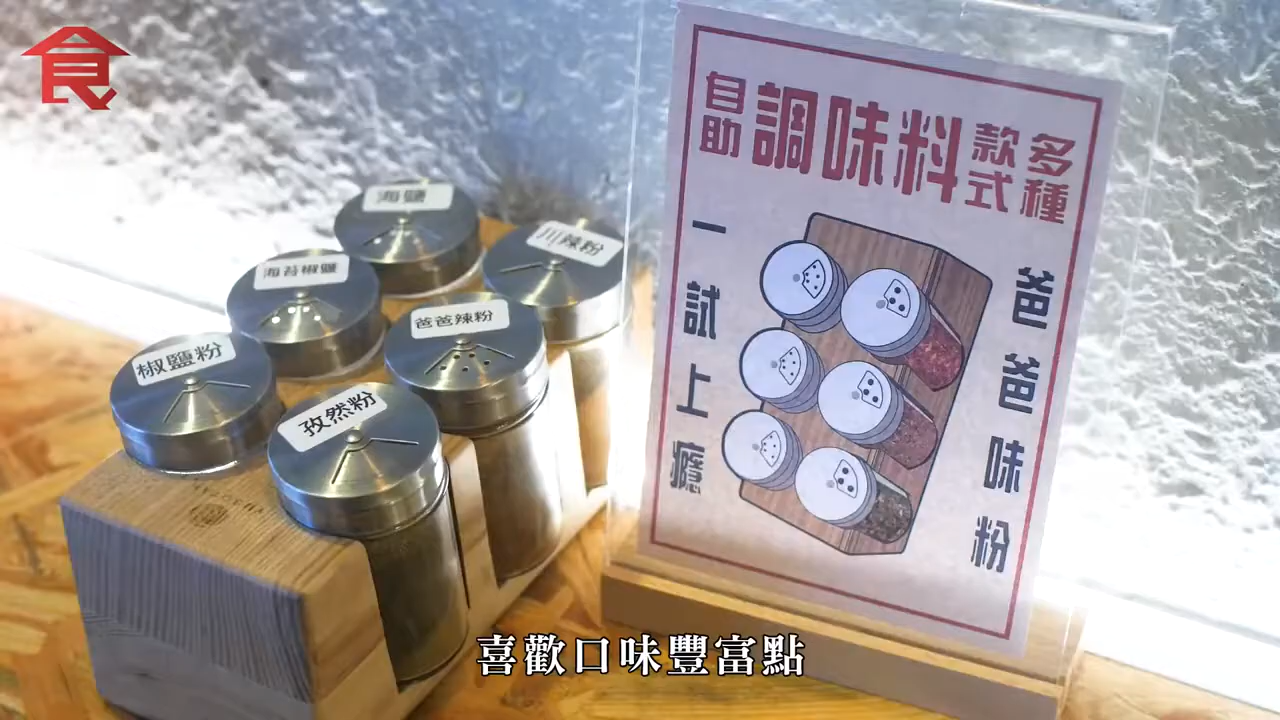 食
自助調味料款式多種
爸爸味粉
一試上癮
海鹽
川辣粉
海苔椒鹽
爸爸辣粉
椒鹽粉
孜然粉
喜歡口味豐富點